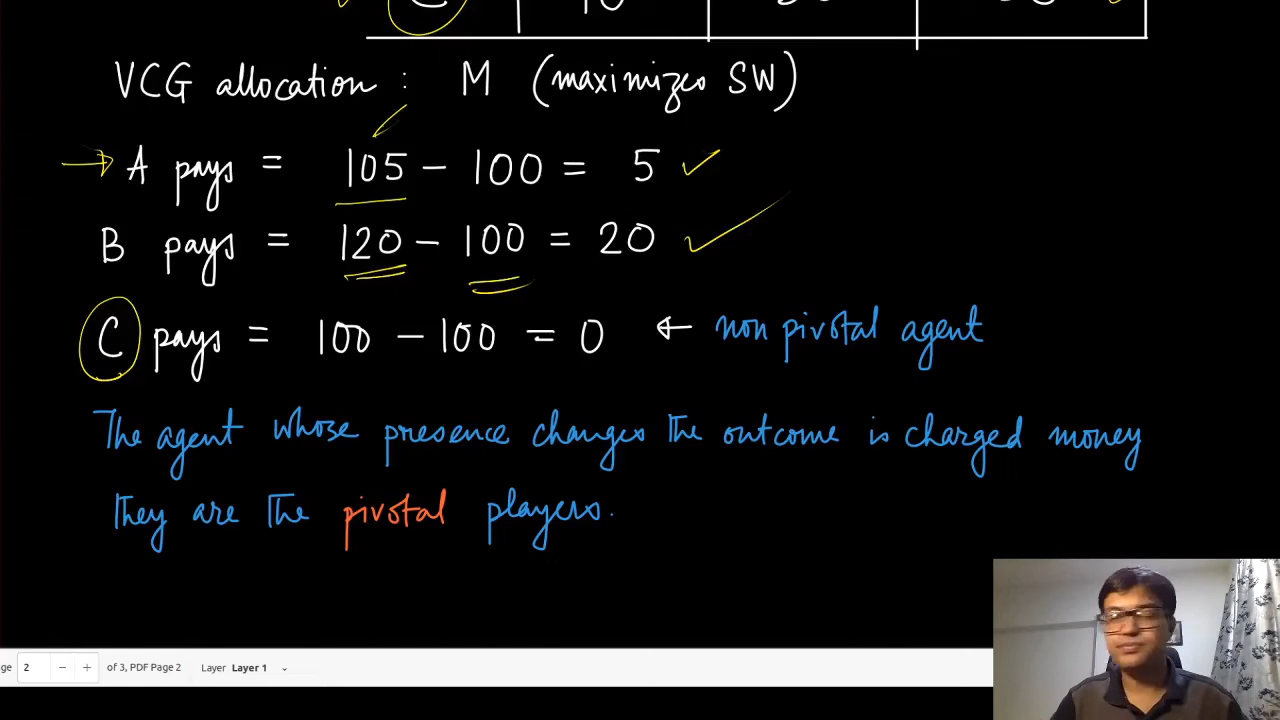 VCG allocation : M (maximizes SW)
→ A pays = 105 − 100 = 5 ✓
B pays = 120 − 100 = 20 ✓
C pays = 100 − 100 = 0 ← non pivotal agent
The agent whose presence changes the outcome is charged money
they are the pivotal players.
ge 2 − + of 3, PDF Page 2 Layer Layer 1